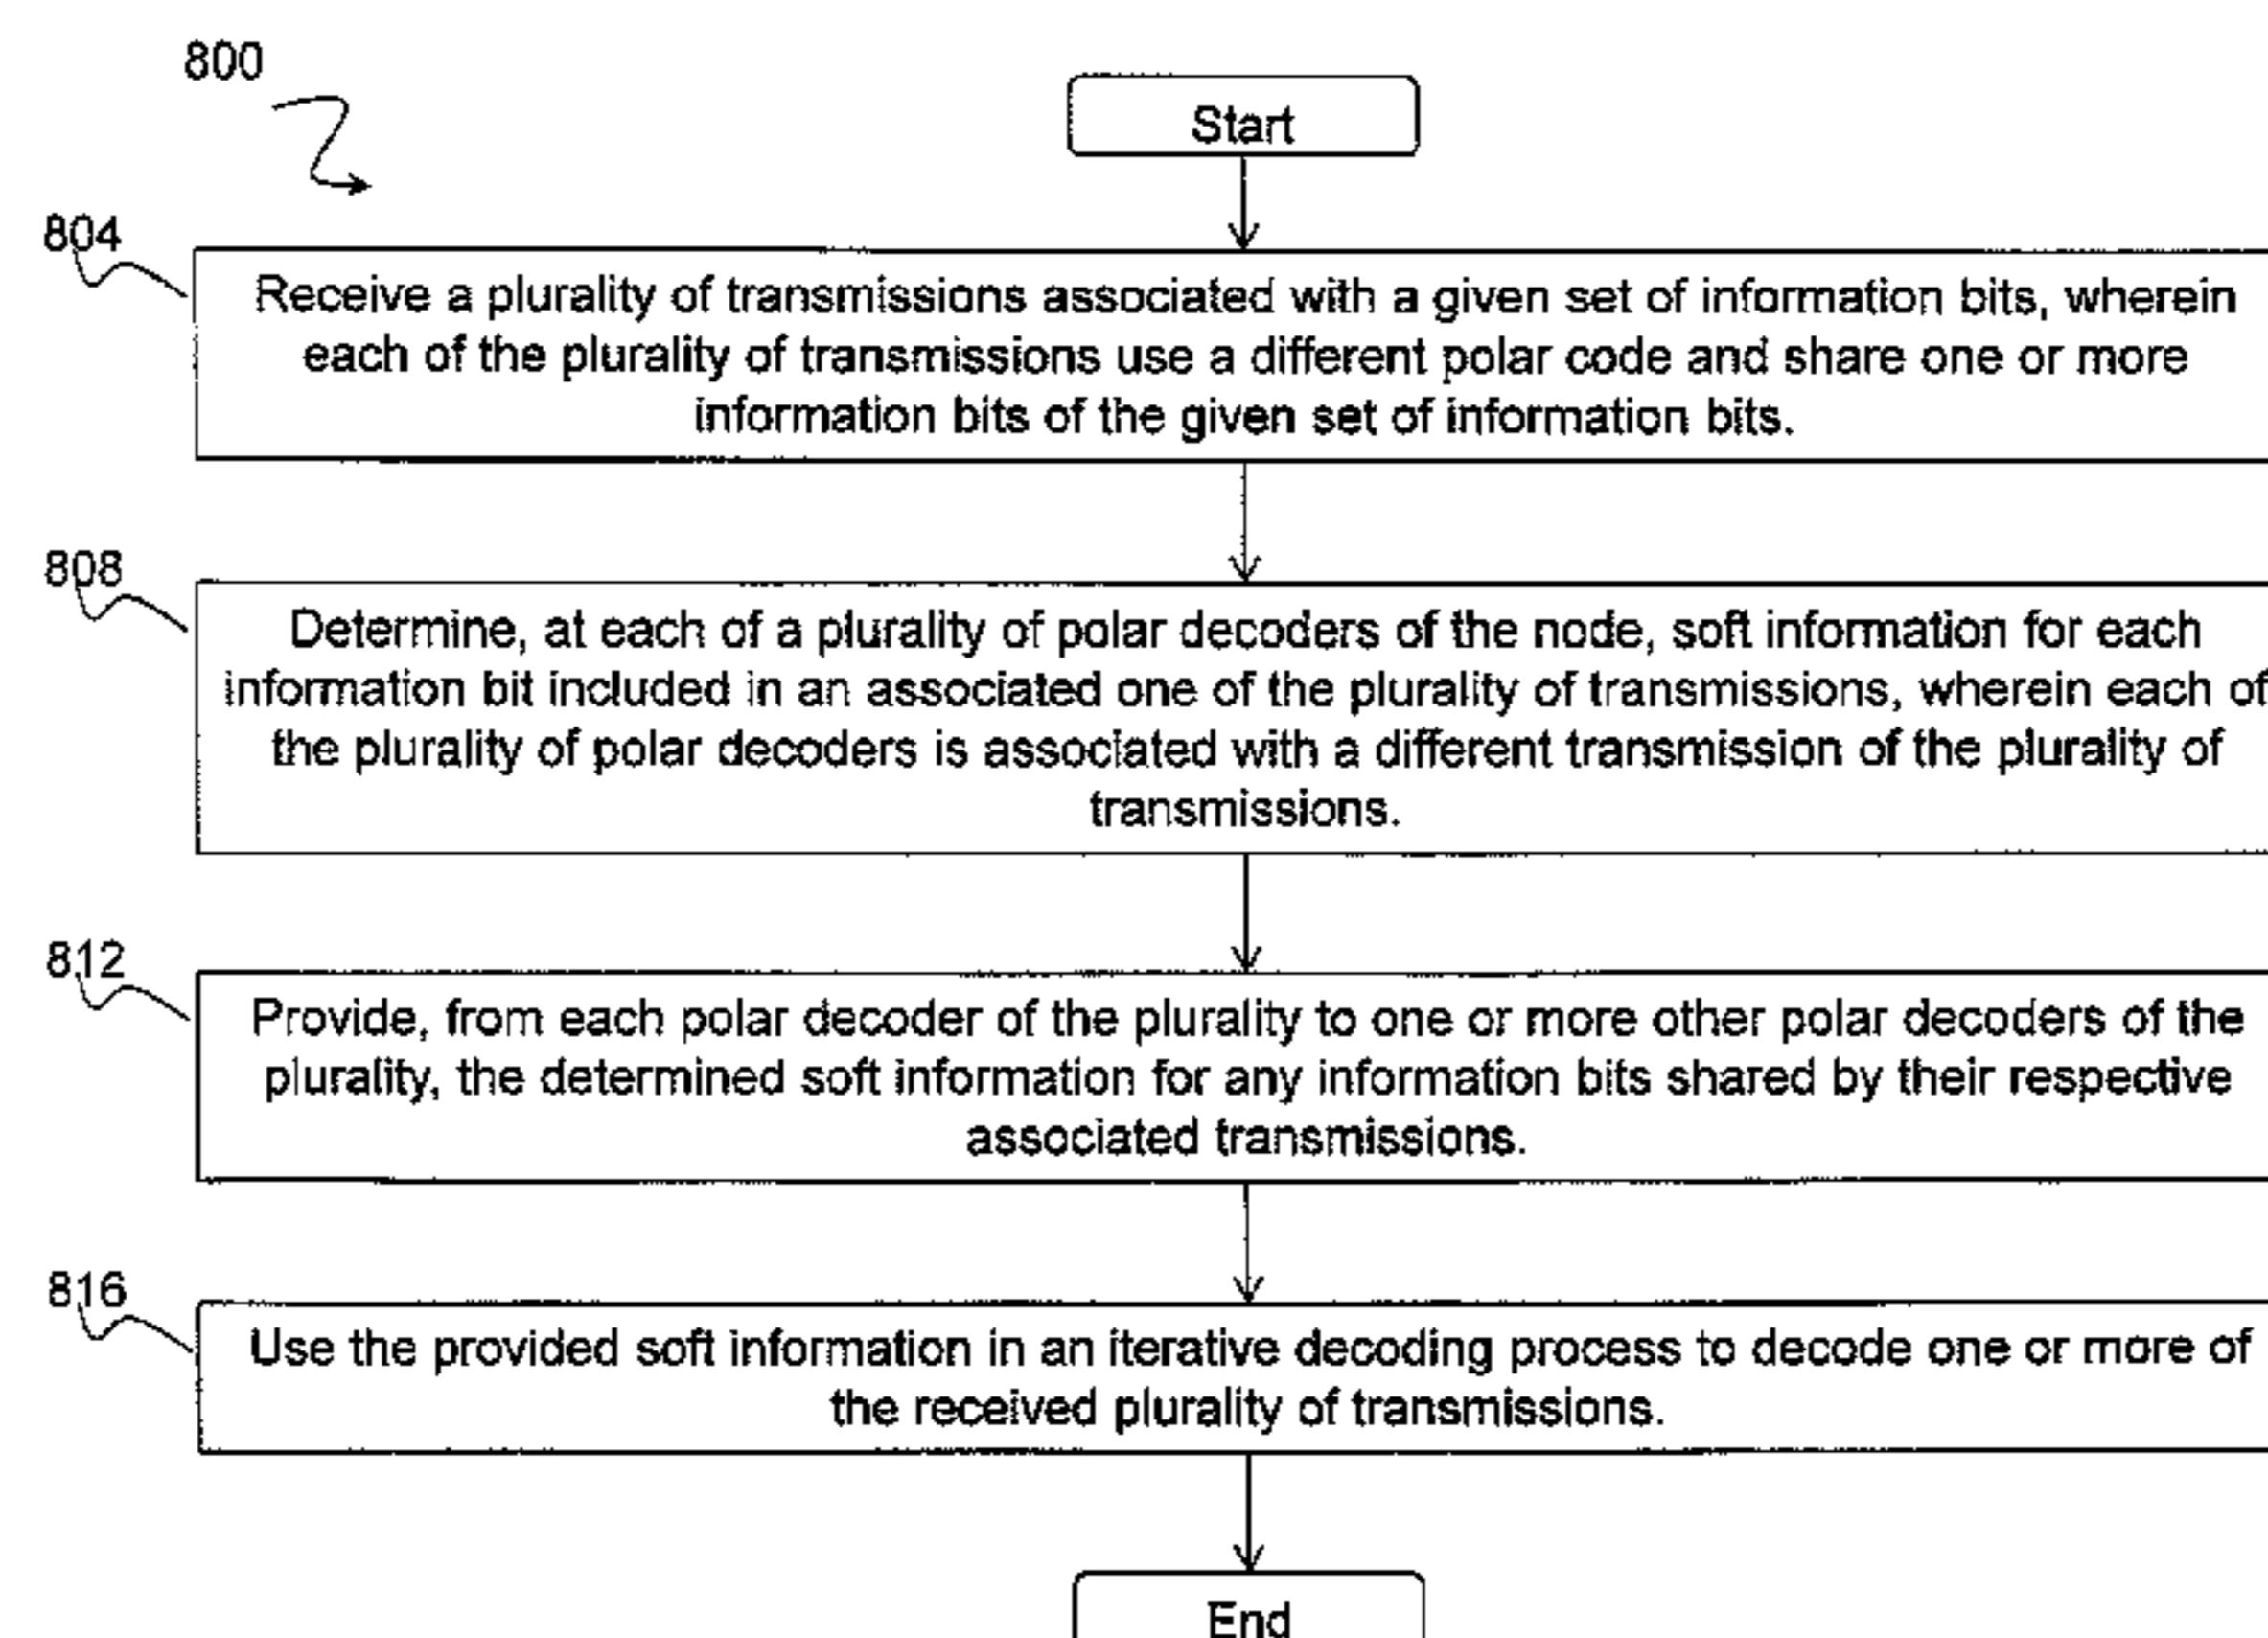 800
Start
804
Receive a plurality of transmissions associated with a given set of information bits, wherein
each of the plurality of transmissions use a different polar code and share one or more
information bits of the given set of information bits.
808
Determine, at each of a plurality of polar decoders of the node, soft information for each
information bit included in an associated one of the plurality of transmissions, wherein each of
the plurality of polar decoders is associated with a different transmission of the plurality of
transmissions.
812
Provide, from each polar decoder of the plurality to one or more other polar decoders of the
plurality, the determined soft information for any information bits shared by their respective
associated transmissions.
816
Use the provided soft information in an iterative decoding process to decode one or more of
the received plurality of transmissions.
End